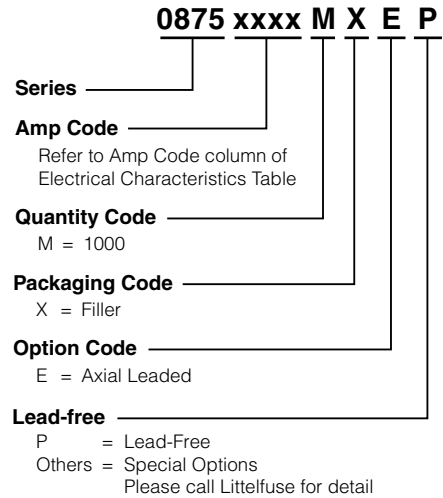 0875 xxxx M X E P
Series
Amp Code
Refer to Amp Code column of
Electrical Characteristics Table
Quantity Code
M = 1000
Packaging Code
X = Filler
Option Code
E = Axial Leaded
Lead-free
P = Lead-Free
Others = Special Options
Please call Littelfuse for detail